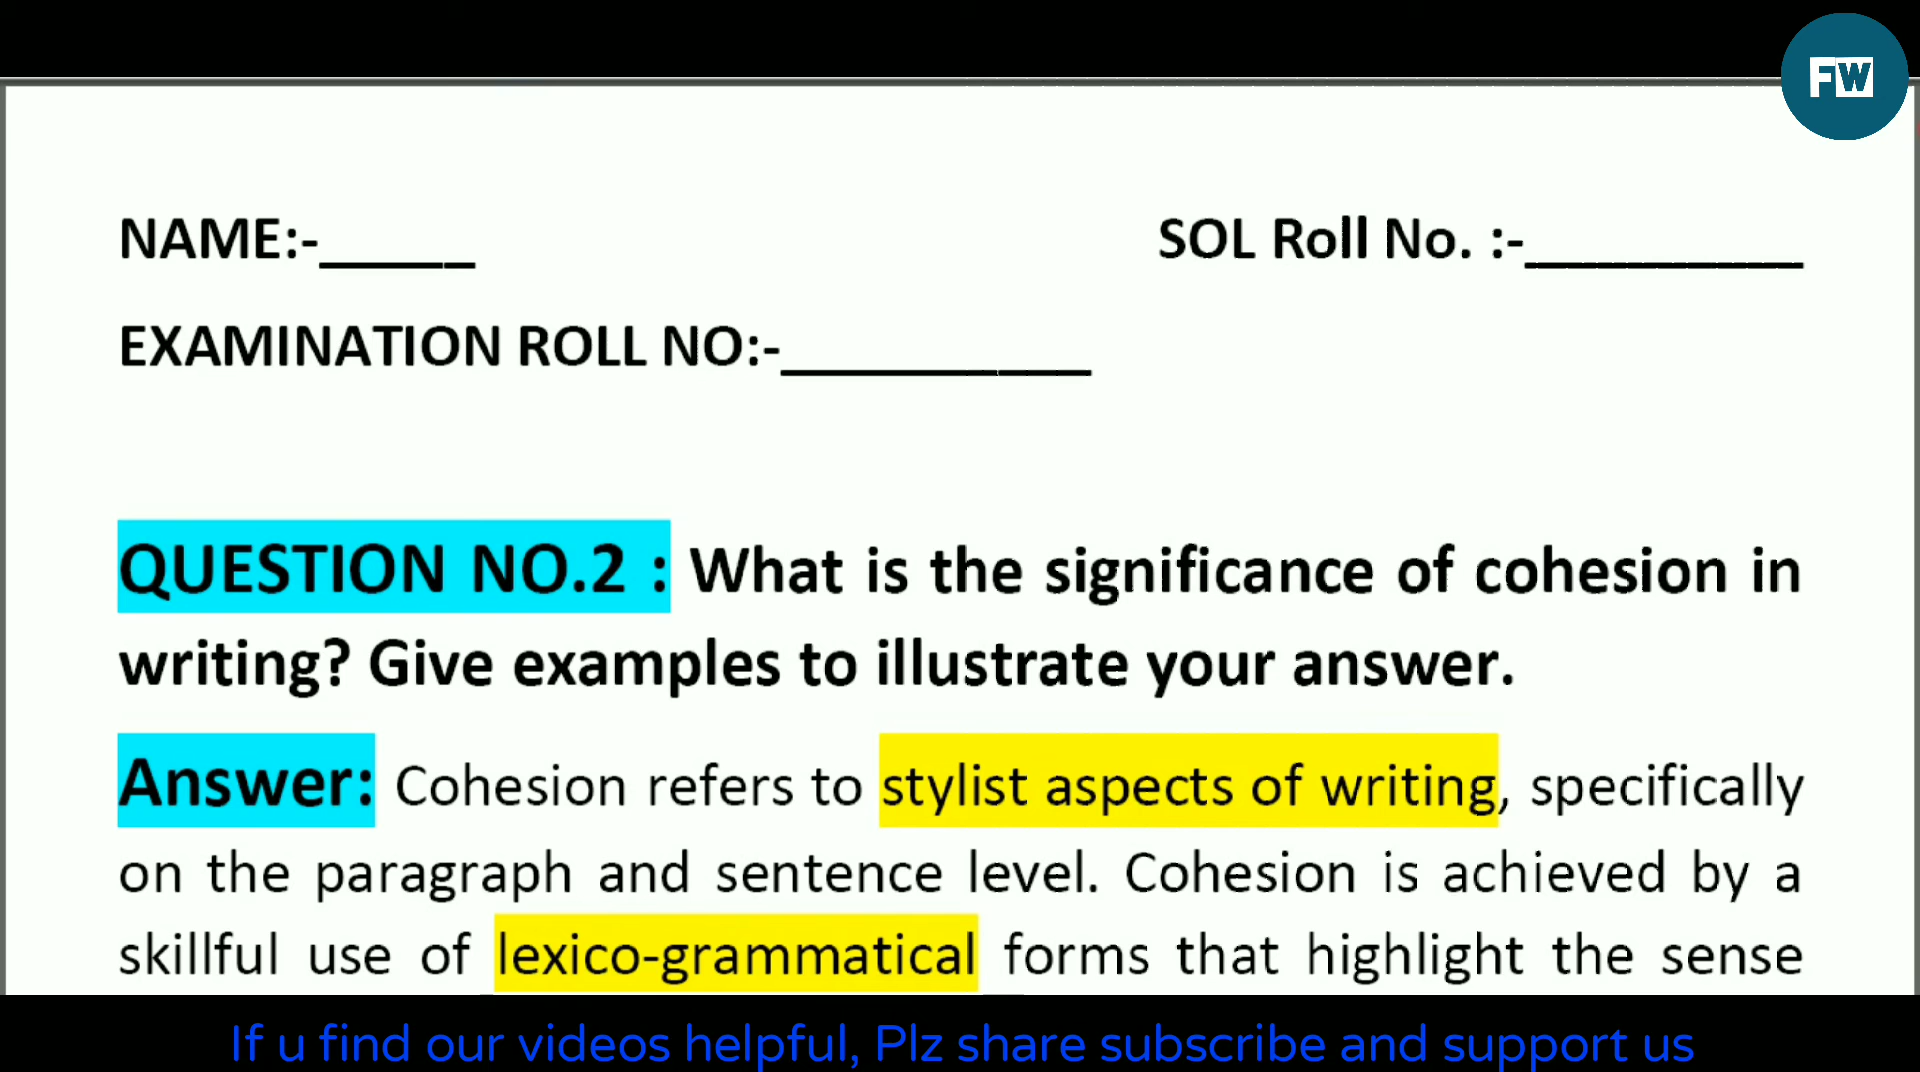 FW
NAME:-_____ SOL Roll No. :-_________
EXAMINATION ROLL NO:-__________
QUESTION NO.2 : What is the significance of cohesion in
writing? Give examples to illustrate your answer.
Answer: Cohesion refers to stylist aspects of writing, specifically
on the paragraph and sentence level. Cohesion is achieved by a
skillful use of lexico-grammatical forms that highlight the sense
If u find our videos helpful, Plz share subscribe and support us